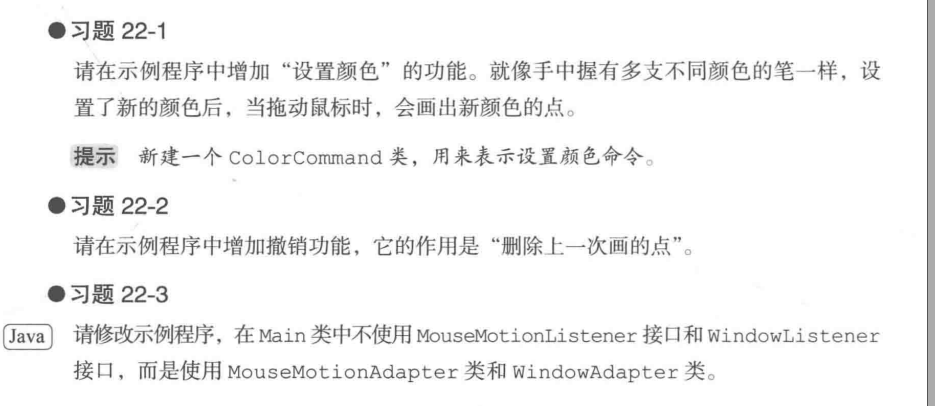 ●习题 22-1
请在示例程序中增加“设置颜色”的功能。就像手中握有多支不同颜色的笔一样，设
置了新的颜色后，当拖动鼠标时，会画出新颜色的点。
提示 新建一个 ColorCommand 类，用来表示设置颜色命令。
●习题 22-2
请在示例程序中增加撤销功能，它的作用是“删除上一次画的点”。
●习题 22-3
Java 请修改示例程序，在 Main 类中不使用 MouseMotionListener 接口和 WindowListener
接口，而是使用 MouseMotionAdapter 类和 WindowAdapter 类。